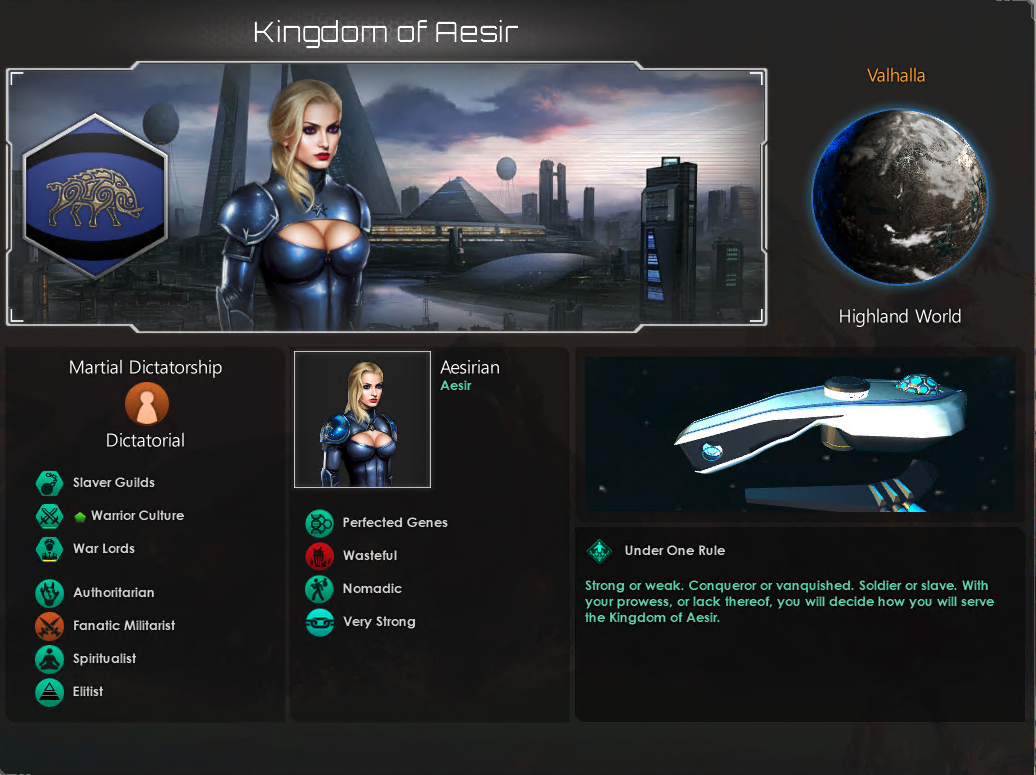 Kingdom of Aesir
Valhalla
Highland World
Martial Dictatorship
Dictatorial
Slaver Guilds
Warrior Culture
War Lords
Authoritarian
Fanatic Militarist
Spiritualist
Elitist
Aesirian
Aesir
Perfected Genes
Wasteful
Nomadic
Very Strong
Under One Rule
Strong or weak. Conqueror or vanquished. Soldier or slave. With
your prowess, or lack thereof, you will decide how you will serve
the Kingdom of Aesir.